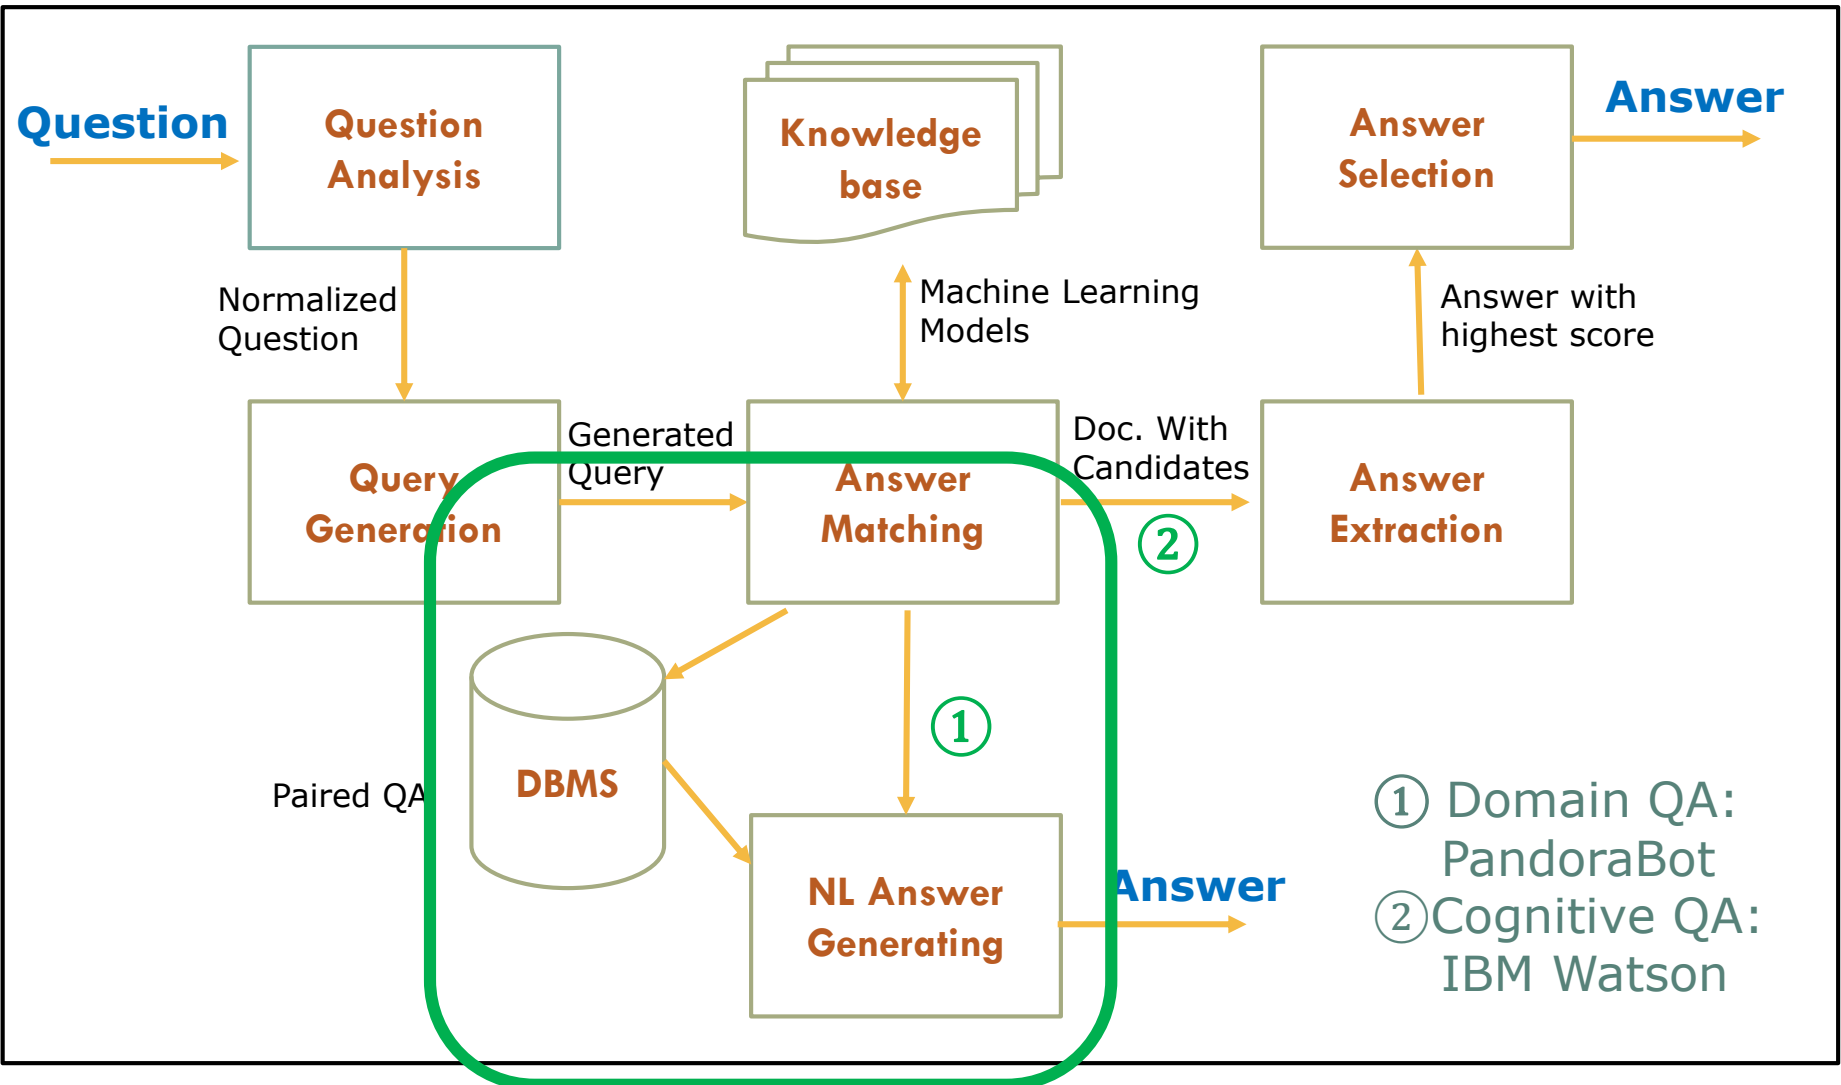 Question
Question
Analysis
Knowledge
base
Answer
Selection
Answer
Normalized
Question
Machine Learning
Models
Answer with
highest score
Query
Generation
Generated
Query
Answer
Matching
Doc. With
Candidates
②
Answer
Extraction
①
Paired QA
DBMS
NL Answer
Generating
Answer
① Domain QA:
PandoraBot
②Cognitive QA:
IBM Watson